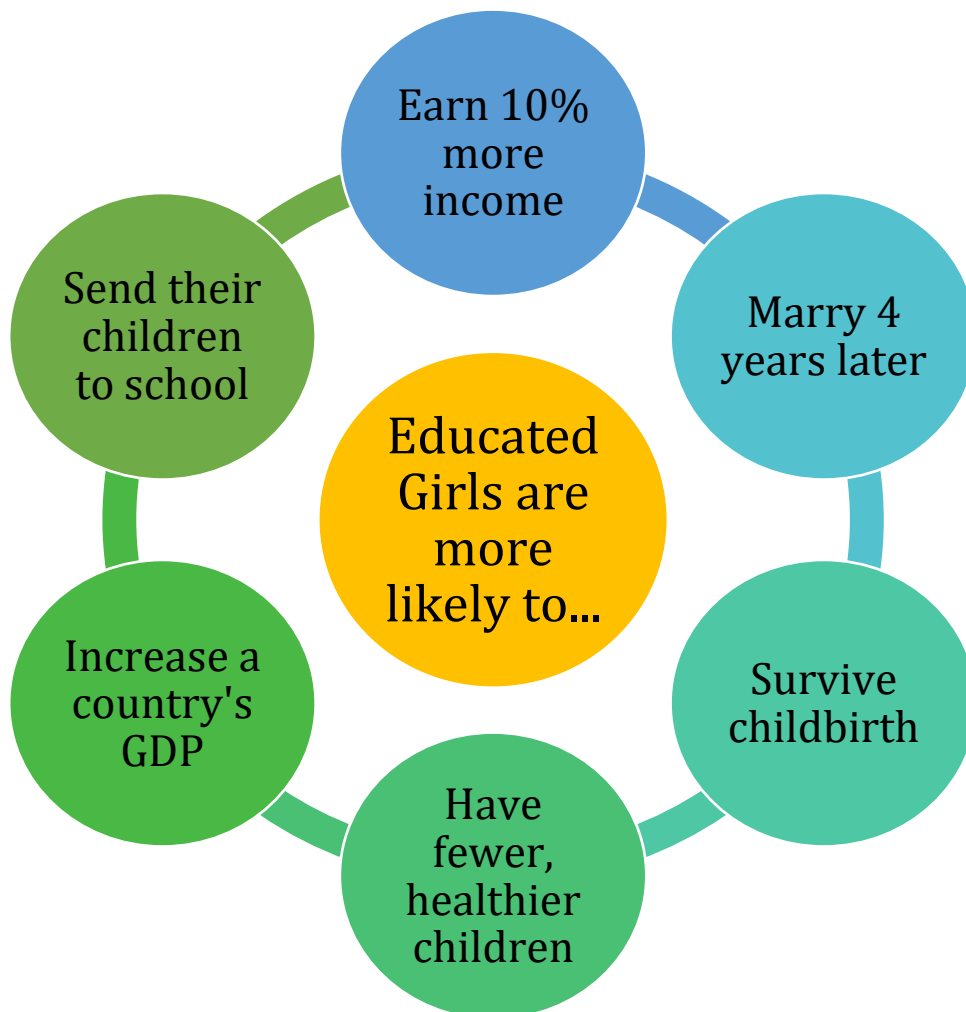 Earn 10%
more
income
Marry 4
years later
Survive
childbirth
Have
fewer,
healthier
children
Increase a
country's
GDP
Send their
children
to school
Educated
Girls are
more
likely to...